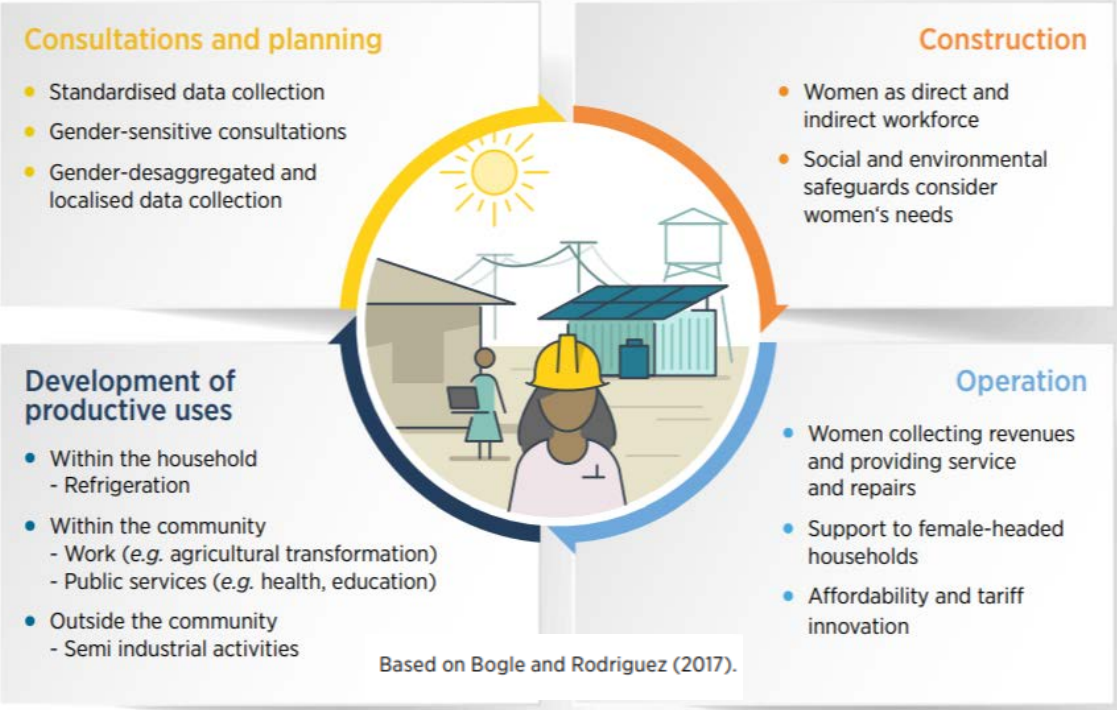 Consultations and planning
• Standardised data collection
• Gender-sensitive consultations
• Gender-desaggregated and
localised data collection
Construction
• Women as direct and
indirect workforce
• Social and environmental
safeguards consider
women‘s needs
Development of
productive uses
• Within the household
- Refrigeration
• Within the community
- Work (e.g. agricultural transformation)
- Public services (e.g. health, education)
• Outside the community
- Semi industrial activities
Operation
• Women collecting revenues
and providing service
and repairs
• Support to female-headed
households
• Affordability and tariff
innovation
Based on Bogle and Rodriguez (2017).